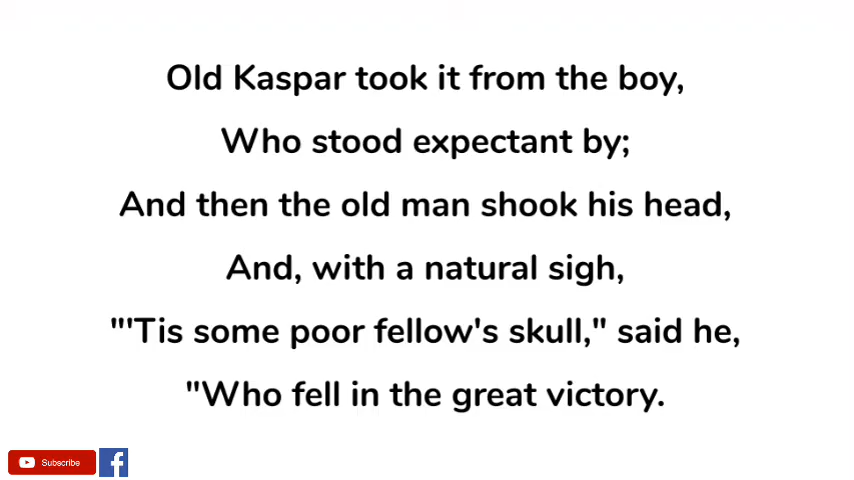 Old Kaspar took it from the boy,
Who stood expectant by;
And then the old man shook his head,
And, with a natural sigh,
"'Tis some poor fellow's skull," said he,
"Who fell in the great victory.
Subscribe
f